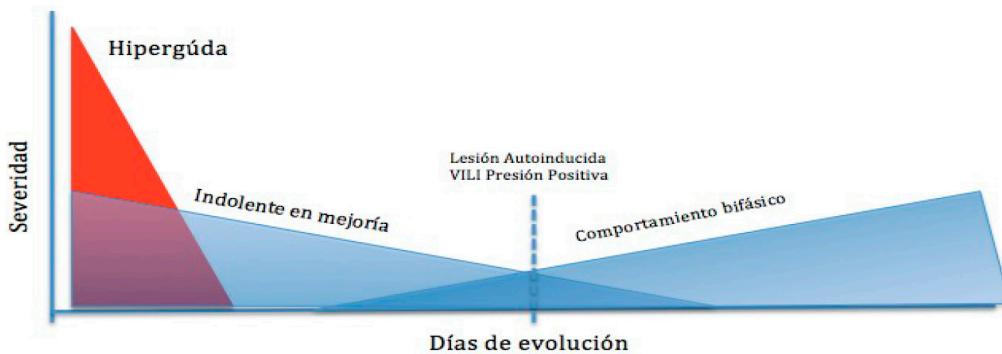 Hipergúda
Severidad
Lesión Autoinducida
VILI Presión Positiva
Indolente en mejoría
Comportamiento bifásico
Días de evolución